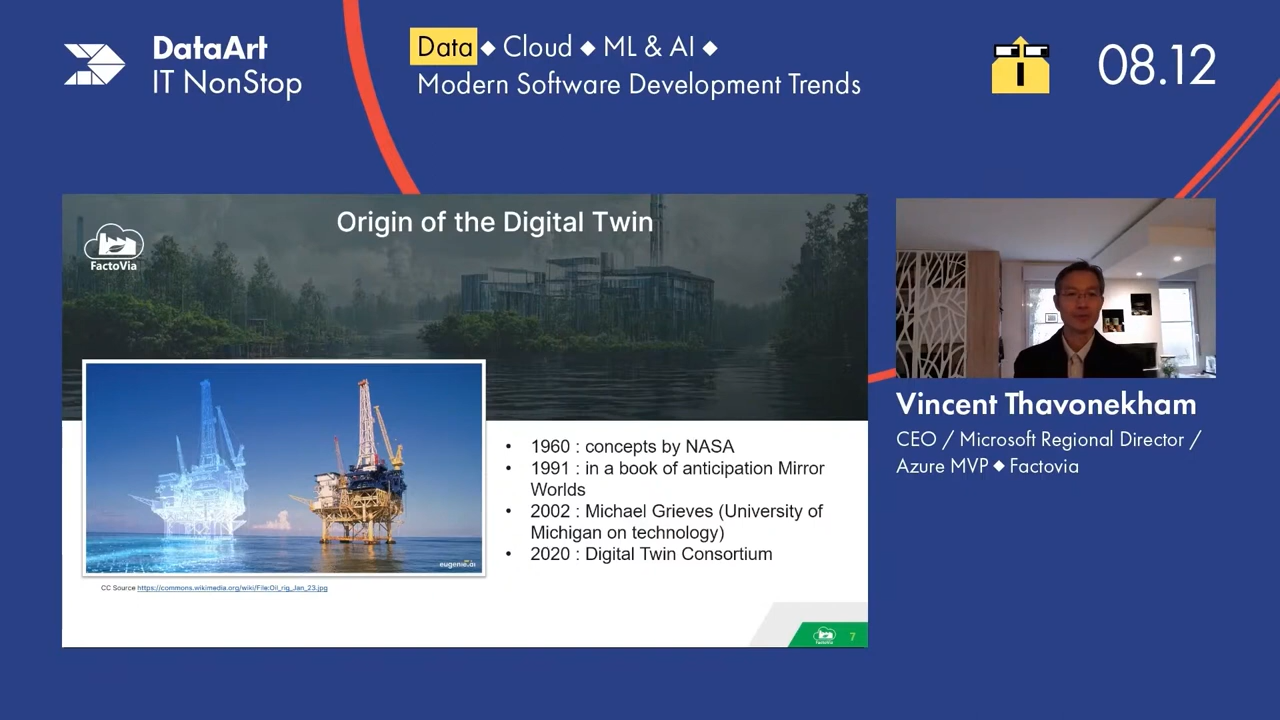 DataArt
IT NonStop
Data ◆ Cloud ◆ ML & AI ◆
Modern Software Development Trends
08.12
Origin of the Digital Twin
FactoVia
• 1960 : concepts by NASA
• 1991 : in a book of anticipation Mirror
Worlds
• 2002 : Michael Grieves (University of
Michigan on technology)
• 2020 : Digital Twin Consortium
eugenie.ai
CC Source https://commons.wikimedia.org/wiki/File:Oil_rig_Jan_23.jpg
FactoVia
7
Vincent Thavonekham
CEO / Microsoft Regional Director /
Azure MVP ◆ Factovia